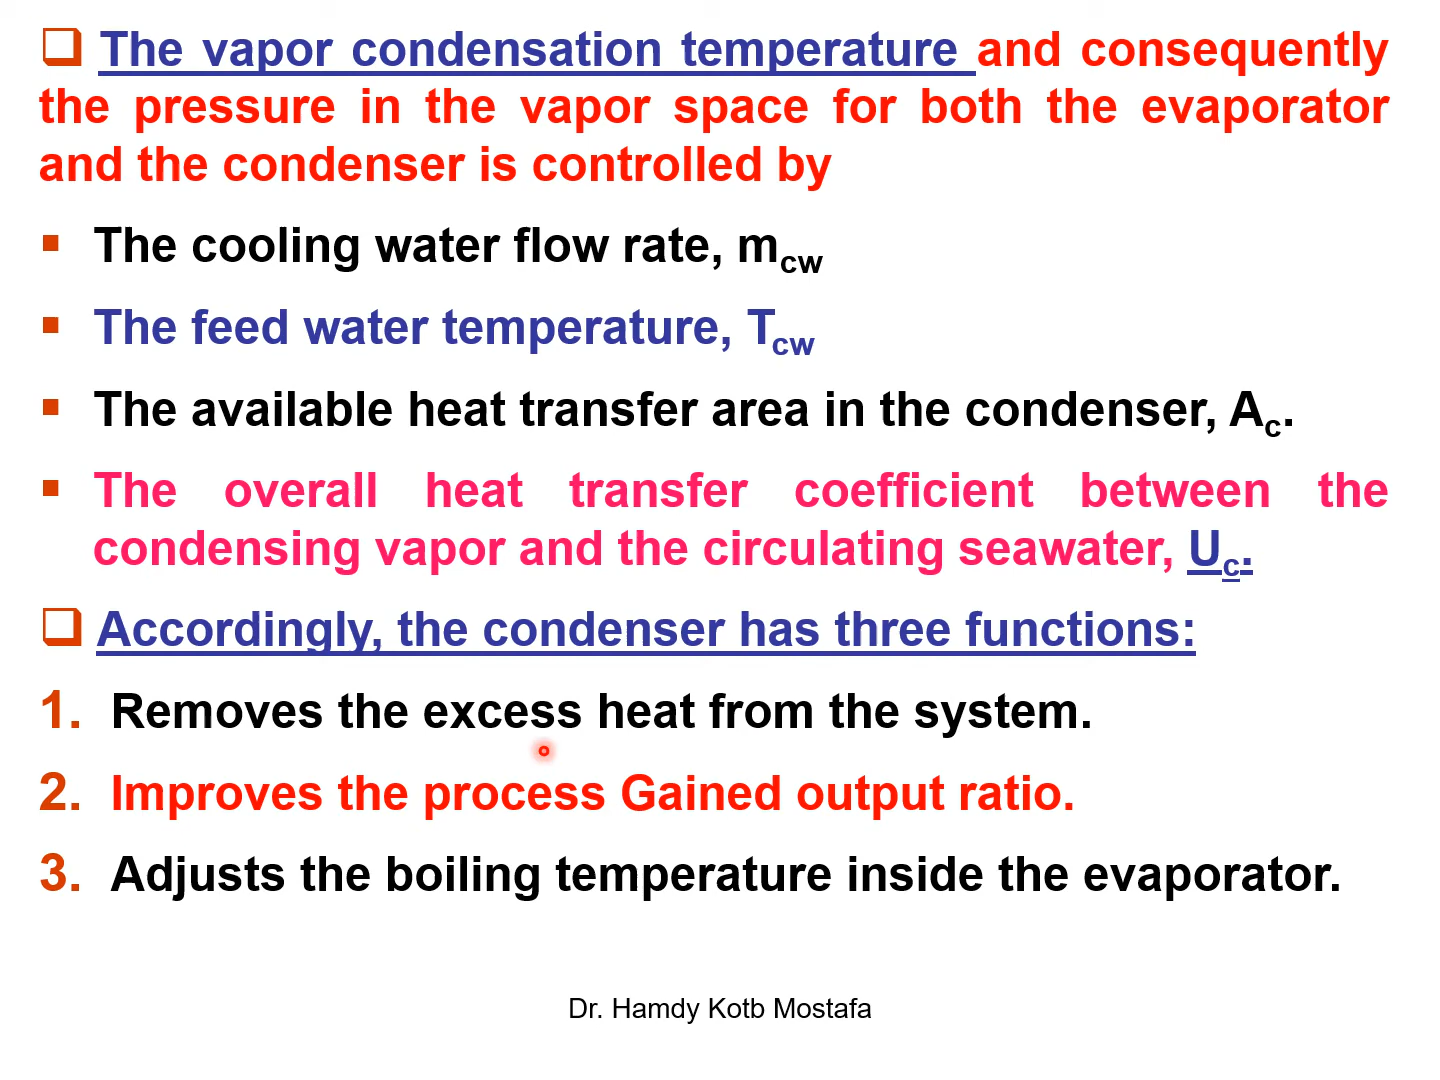 The vapor condensation temperature and consequently
the pressure in the vapor space for both the evaporator
and the condenser is controlled by
The cooling water flow rate, mcw
The feed water temperature, Tcw
The available heat transfer area in the condenser, Ac.
The overall heat transfer coefficient between the
condensing vapor and the circulating seawater, Uc.
Accordingly, the condenser has three functions:
1. Removes the excess heat from the system.
2. Improves the process Gained output ratio.
3. Adjusts the boiling temperature inside the evaporator.
Dr. Hamdy Kotb Mostafa